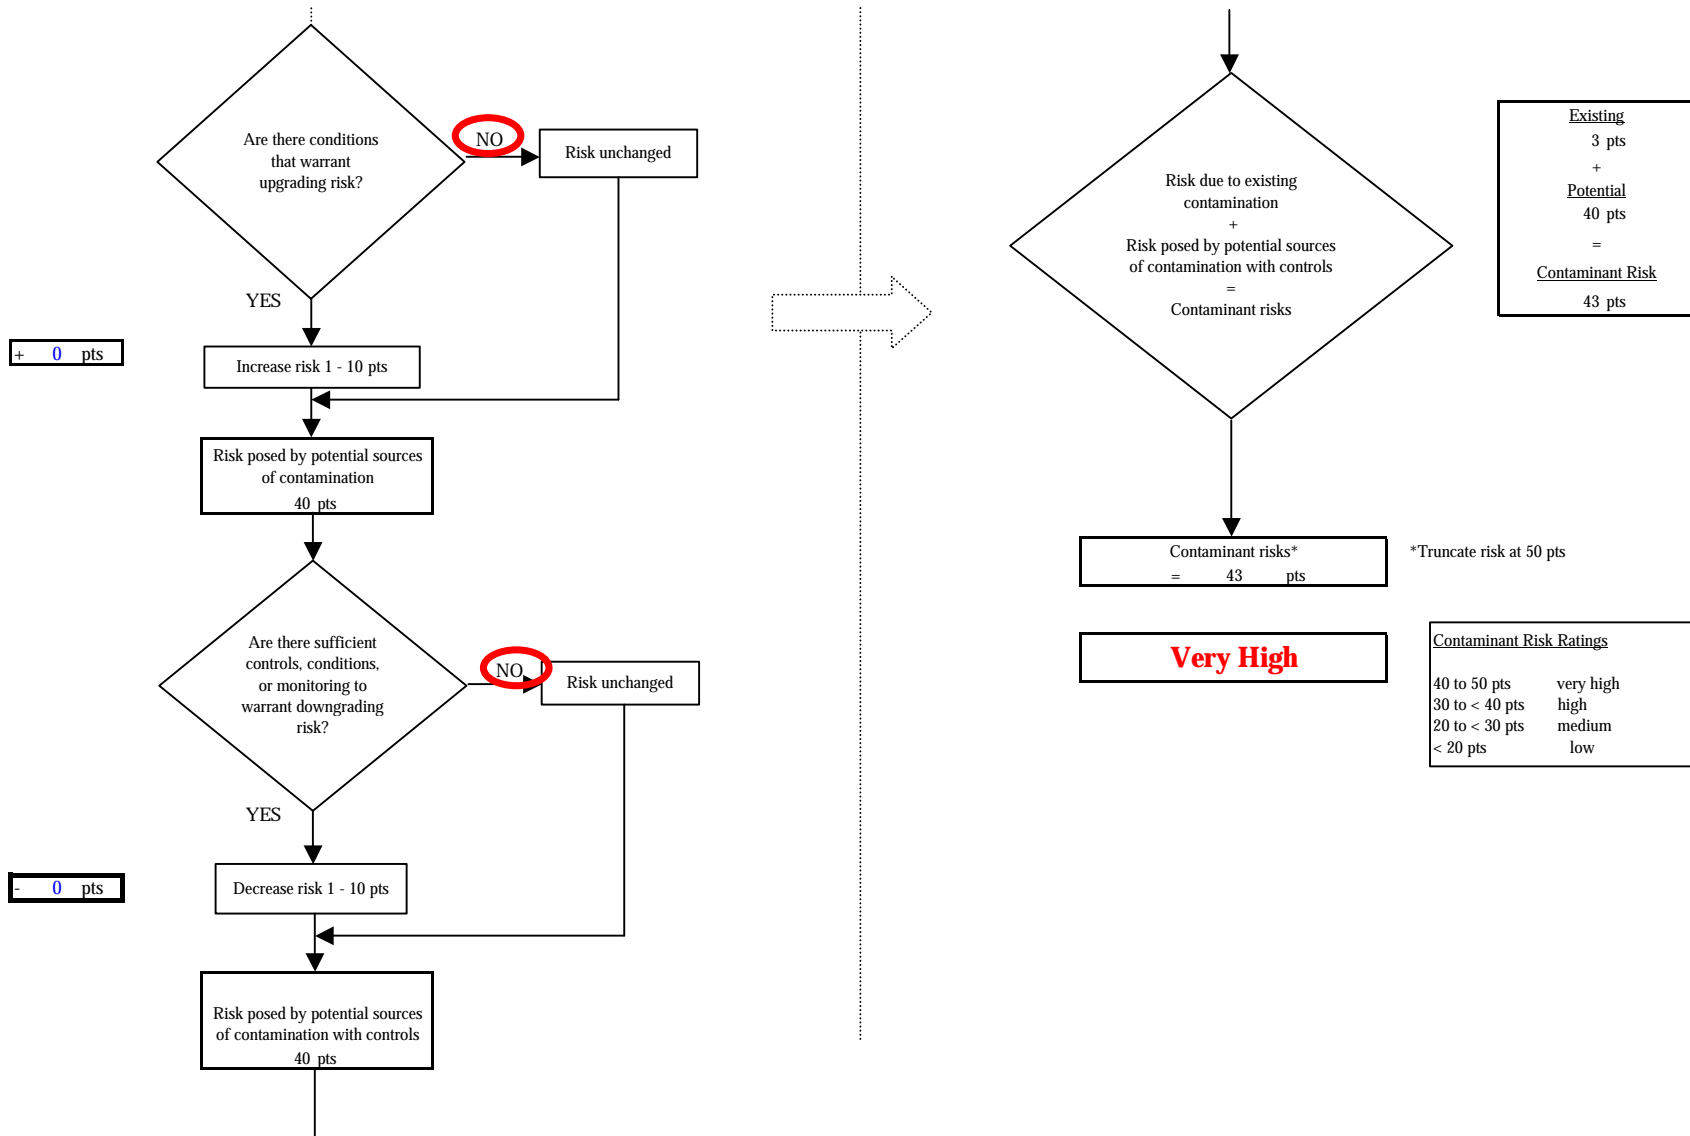 Are there conditions
that warrant
upgrading risk?
NO
Risk unchanged
YES
+ 0 pts
Increase risk 1 - 10 pts
Risk posed by potential sources
of contamination
40 pts
Are there sufficient
controls, conditions,
or monitoring to
warrant downgrading
risk?
NO
Risk unchanged
YES
- 0 pts
Decrease risk 1 - 10 pts
Risk posed by potential sources
of contamination with controls
40 pts
Risk due to existing
contamination
+
Risk posed by potential sources
of contamination with controls
=
Contaminant risks
Existing
3 pts
+
Potential
40 pts
=
Contaminant Risk
43 pts
Contaminant risks*
= 43 pts
*Truncate risk at 50 pts
Very High
Contaminant Risk Ratings
40 to 50 pts very high
30 to < 40 pts high
20 to < 30 pts medium
< 20 pts low